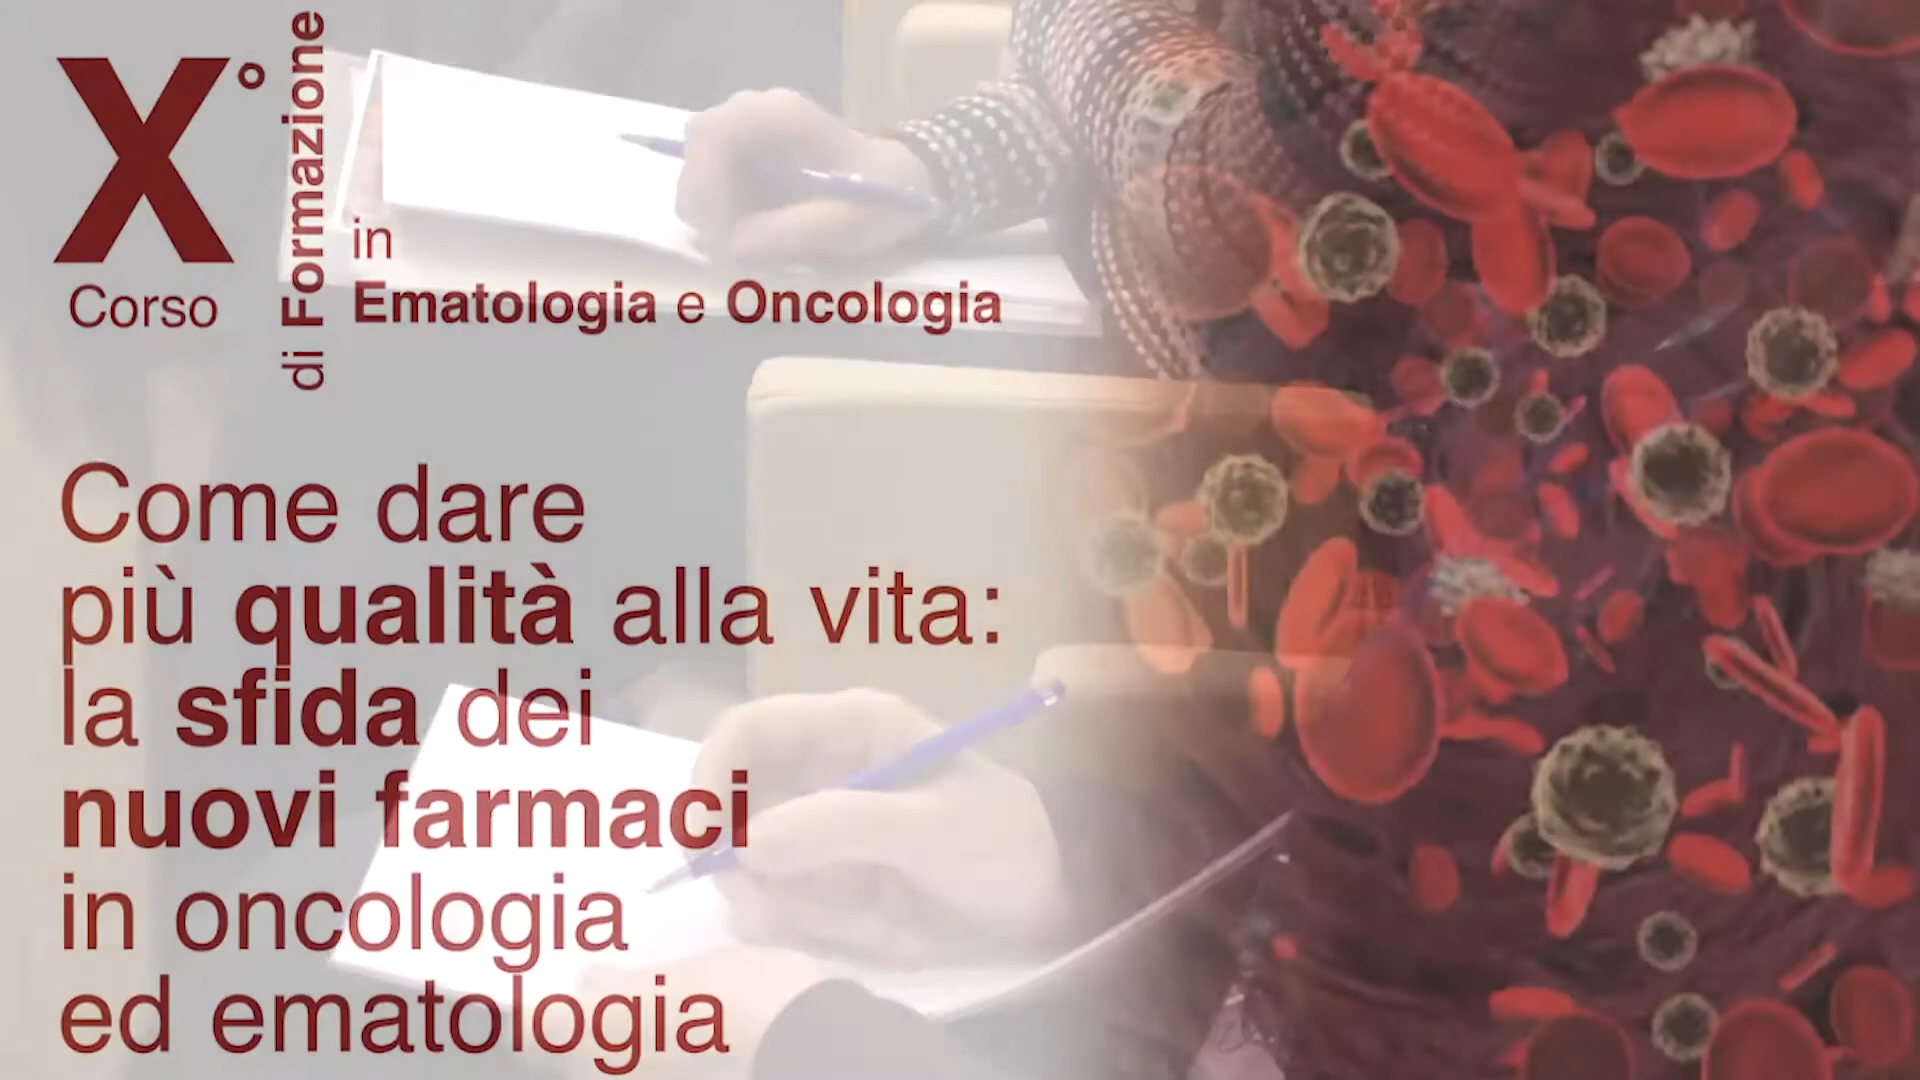 X°
Corso
di Formazione
in
Ematologia e Oncologia
Come dare
più qualità alla vita:
la sfida dei
nuovi farmaci
in oncologia
ed ematologia